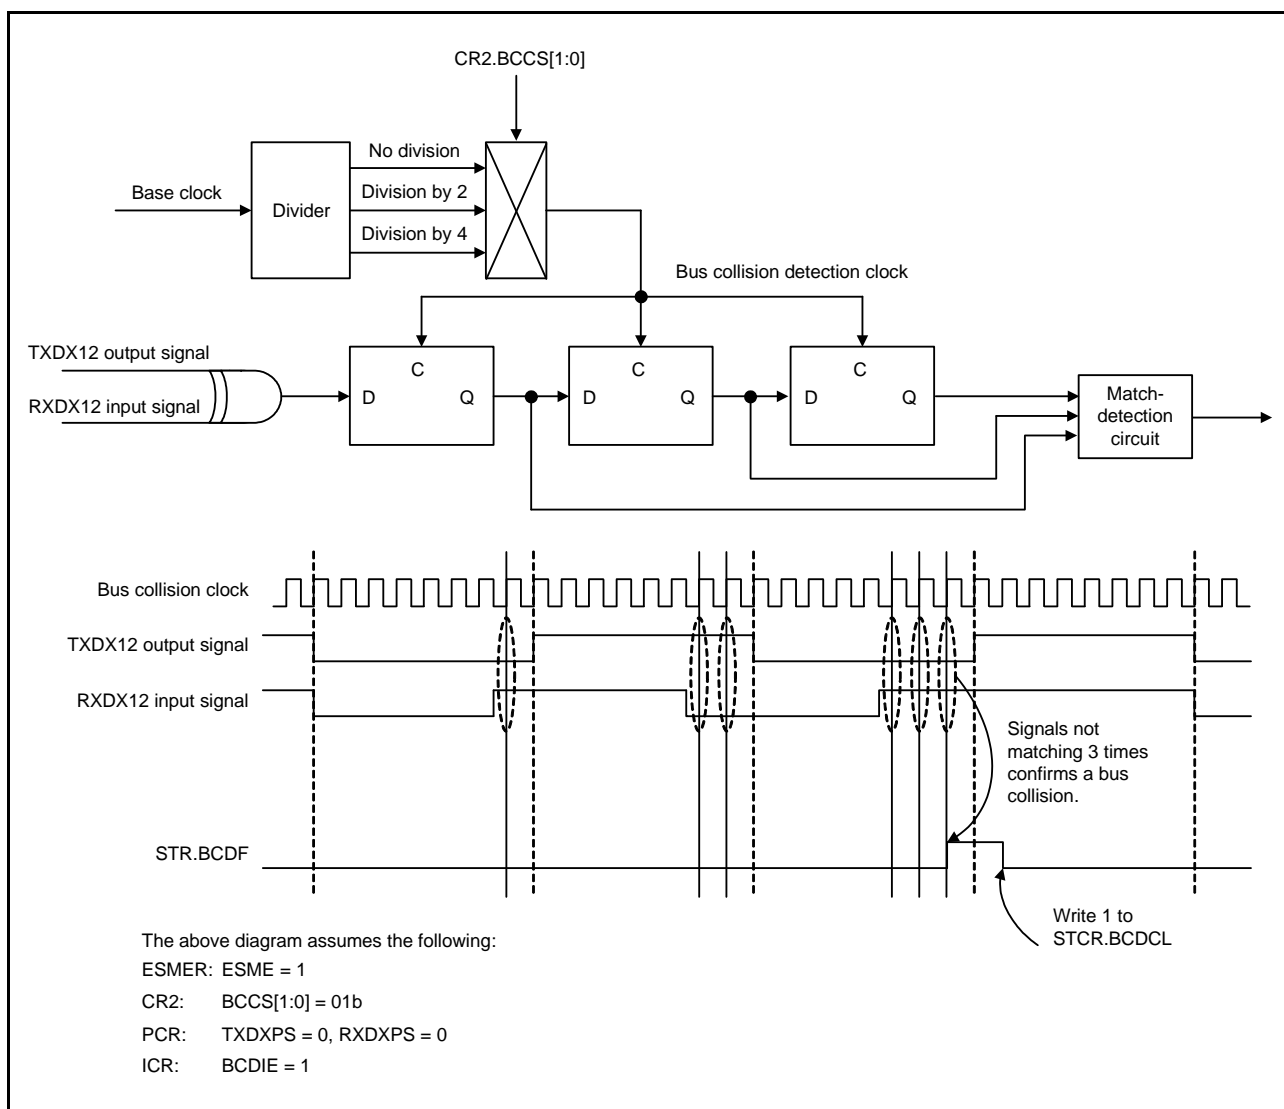 CR2.BCCS[1:0]
No division
Base clock
Divider
Division by 2
Division by 4
Bus collision detection clock
TXDX12 output signal
RXDX12 input signal
C
D
Q
C
D
Q
C
D
Q
Match-
detection
circuit
Bus collision clock
TXDX12 output signal
RXDX12 input signal
Signals not
matching 3 times
confirms a bus
collision.
STR.BCDF
Write 1 to
STCR.BCDCL
The above diagram assumes the following:
ESMER: ESME = 1
CR2: BCCS[1:0] = 01b
PCR: TXDXPS = 0, RXDXPS = 0
ICR: BCDIE = 1